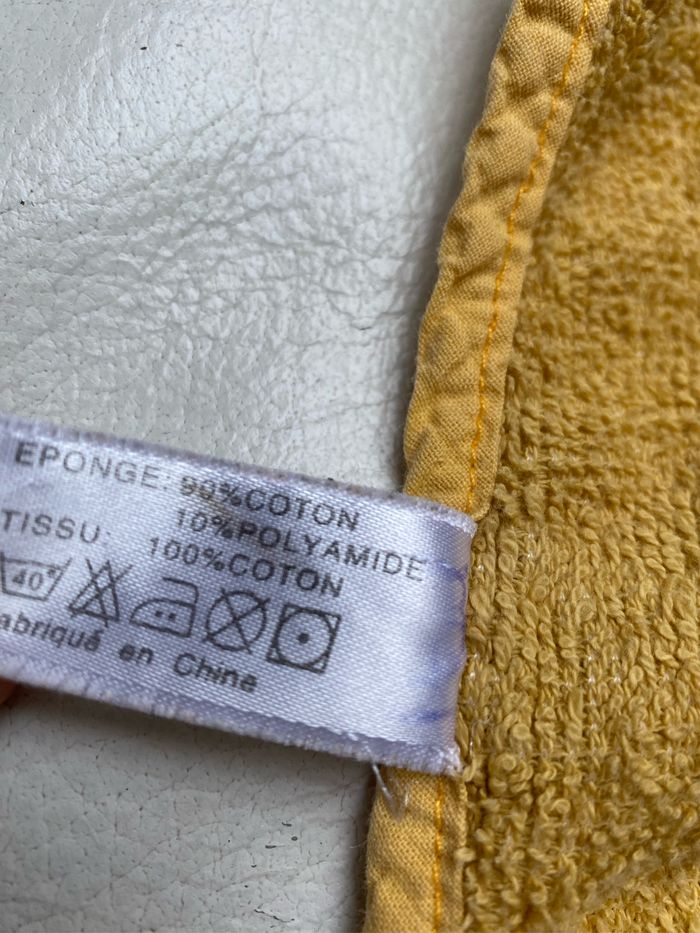 EPONGE: 90%COTON
10%POLYAMIDE
TISSU: 100%COTON
40°
abriqué en Chine